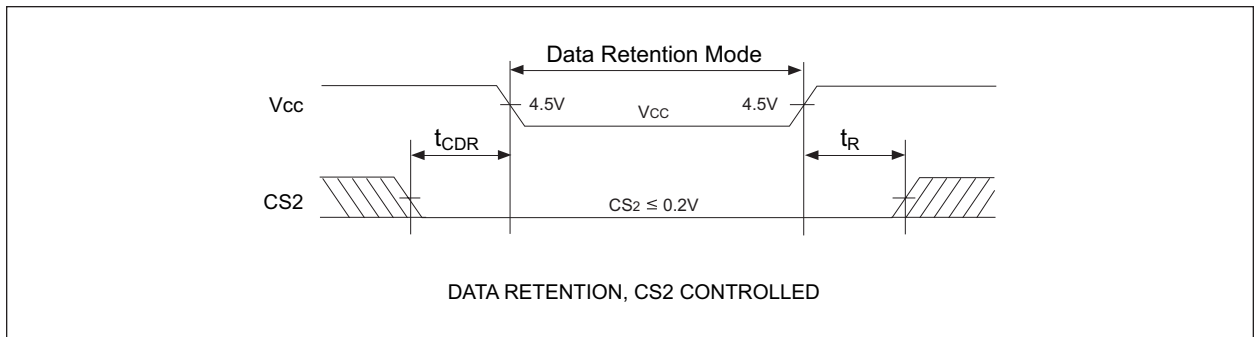 Data Retention Mode
Vcc
4.5V
VCC
4.5V
tCDR
tR
CS2
CS2 ≤ 0.2V
DATA RETENTION, CS2 CONTROLLED